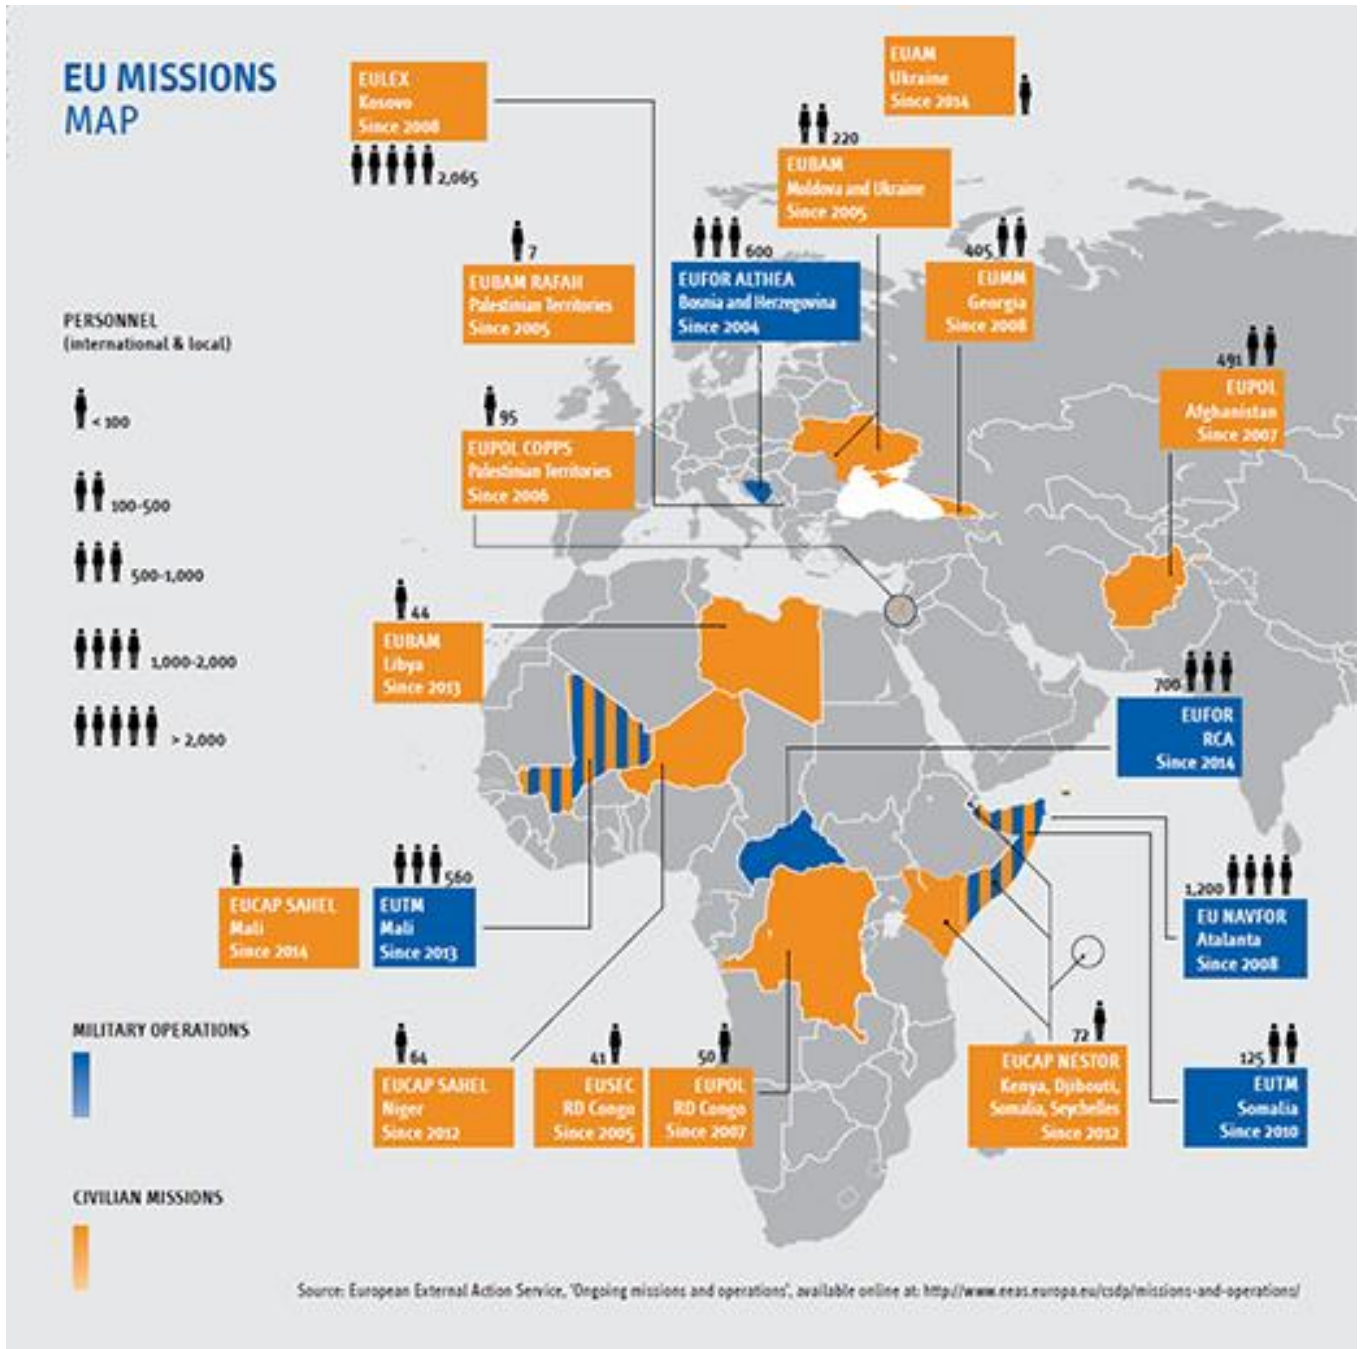 EU MISSIONS
MAP
EULEX
Kosovo
Since 2008
2,065
EUAM
Ukraine
Since 2014
220
EUBAM
Moldova and Ukraine
Since 2005
7
EUBAM RAFAH
Palestinian Territories
Since 2005
600
EUFOR ALTHEA
Bosnia and Herzegovina
Since 2004
405
EUMM
Georgia
Since 2008
PERSONNEL
(international & local)
< 100
100-500
500-1,000
1,000-2,000
> 2,000
491
EUPOL
Afghanistan
Since 2007
95
EUPOL COPPS
Palestinian Territories
Since 2006
44
EUBAM
Libya
Since 2013
700
EUFOR
RCA
Since 2014
EUCAP SAHEL
Mali
Since 2014
560
EUTM
Mali
Since 2013
1,200
EU NAVFOR
Atalanta
Since 2008
MILITARY OPERATIONS
64
EUCAP SAHEL
Niger
Since 2012
41
EUSEC
RD Congo
Since 2005
50
EUPOL
RD Congo
Since 2007
72
EUCAP NESTOR
Kenya, Djibouti,
Somalia, Seychelles
Since 2012
125
EUTM
Somalia
Since 2010
CIVILIAN MISSIONS
Source: European External Action Service, 'Ongoing missions and operations', available online at: http://www.eeas.europa.eu/csdp/missions-and-operations/